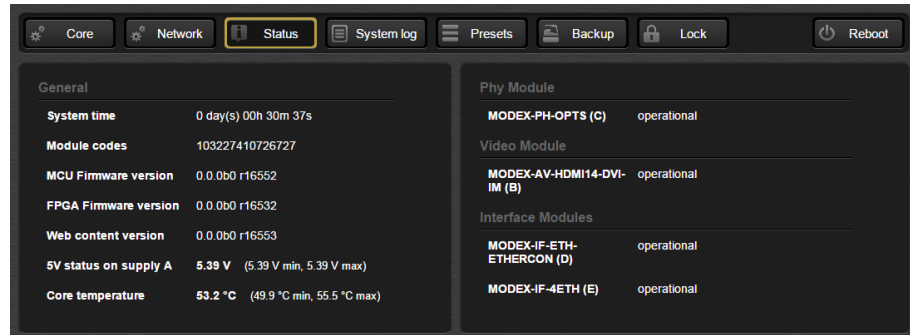 Core Network Status System log Presets Backup Lock Reboot
General
System time 0 day(s) 00h 30m 37s
Module codes 103227410726727
MCU Firmware version 0.0.0b0 r16552
FPGA Firmware version 0.0.0b0 r16532
Web content version 0.0.0b0 r16553
5V status on supply A 5.39 V (5.39 V min, 5.39 V max)
Core temperature 53.2 °C (49.9 °C min, 55.5 °C max)
Phy Module
MODEX-PH-OPTS (C) operational
Video Module
MODEX-AV-HDMI14-DVI- operational
IM (B)
Interface Modules
MODEX-IF-ETH- operational
ETHERCON (D)
MODEX-IF-4ETH (E) operational